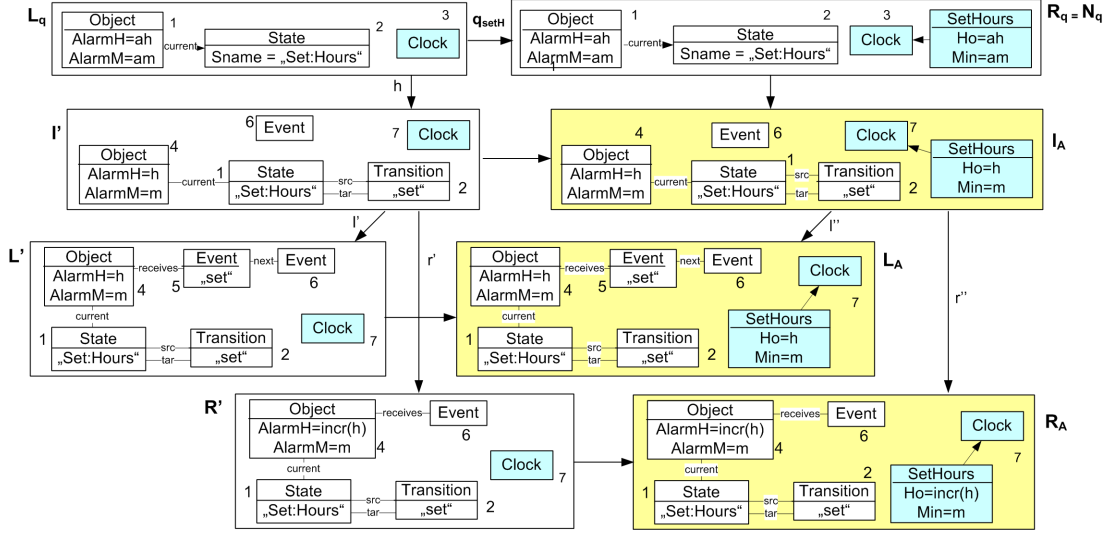 L_q
Object
AlarmH=ah
AlarmM=am
1
current
State
Sname = „Set:Hours“
2
3
Clock
q_setH
Object
AlarmH=ah
AlarmM=am
1
current
State
Sname = „Set:Hours“
2
3
Clock
SetHours
Ho=ah
Min=am
R_q = N_q
h
I'
6
Event
7
Clock
4
Object
AlarmH=h
AlarmM=m
current
1
State
„Set:Hours“
src
tar
Transition
„set“
2
4
Event
6
Clock
7
Object
AlarmH=h
AlarmM=m
current
1
State
„Set:Hours“
src
tar
Transition
„set“
2
SetHours
Ho=h
Min=m
I_A
l'
r'
l''
r''
L'
Object
AlarmH=h
AlarmM=m
4
receives
Event
„set“
5
next
Event
6
current
1
State
„Set:Hours“
src
tar
Transition
„set“
2
Clock
7
Object
AlarmH=h
AlarmM=m
4
receives
Event
„set“
5
next
Event
6
current
1
State
„Set:Hours“
src
tar
Transition
„set“
2
Clock
7
SetHours
Ho=h
Min=m
L_A
R'
Object
AlarmH=incr(h)
AlarmM=m
4
receives
Event
6
current
1
State
„Set:Hours“
src
tar
Transition
„set“
2
Clock
7
Object
AlarmH=incr(h)
AlarmM=m
4
receives
Event
6
current
1
State
„Set:Hours“
src
tar
Transition
„set“
2
Clock
7
SetHours
Ho=incr(h)
Min=m
R_A